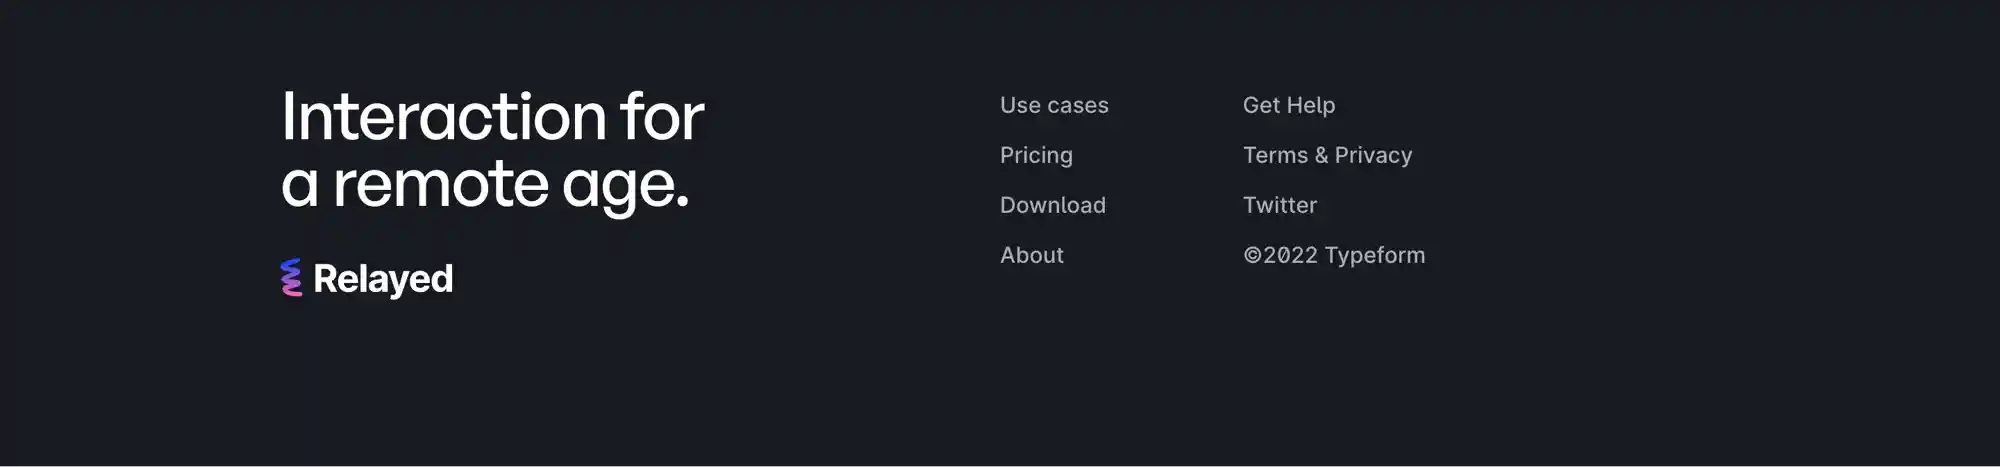 Interaction for
a remote age.
Relayed
Use cases
Pricing
Download
About
Get Help
Terms & Privacy
Twitter
©2022 Typeform